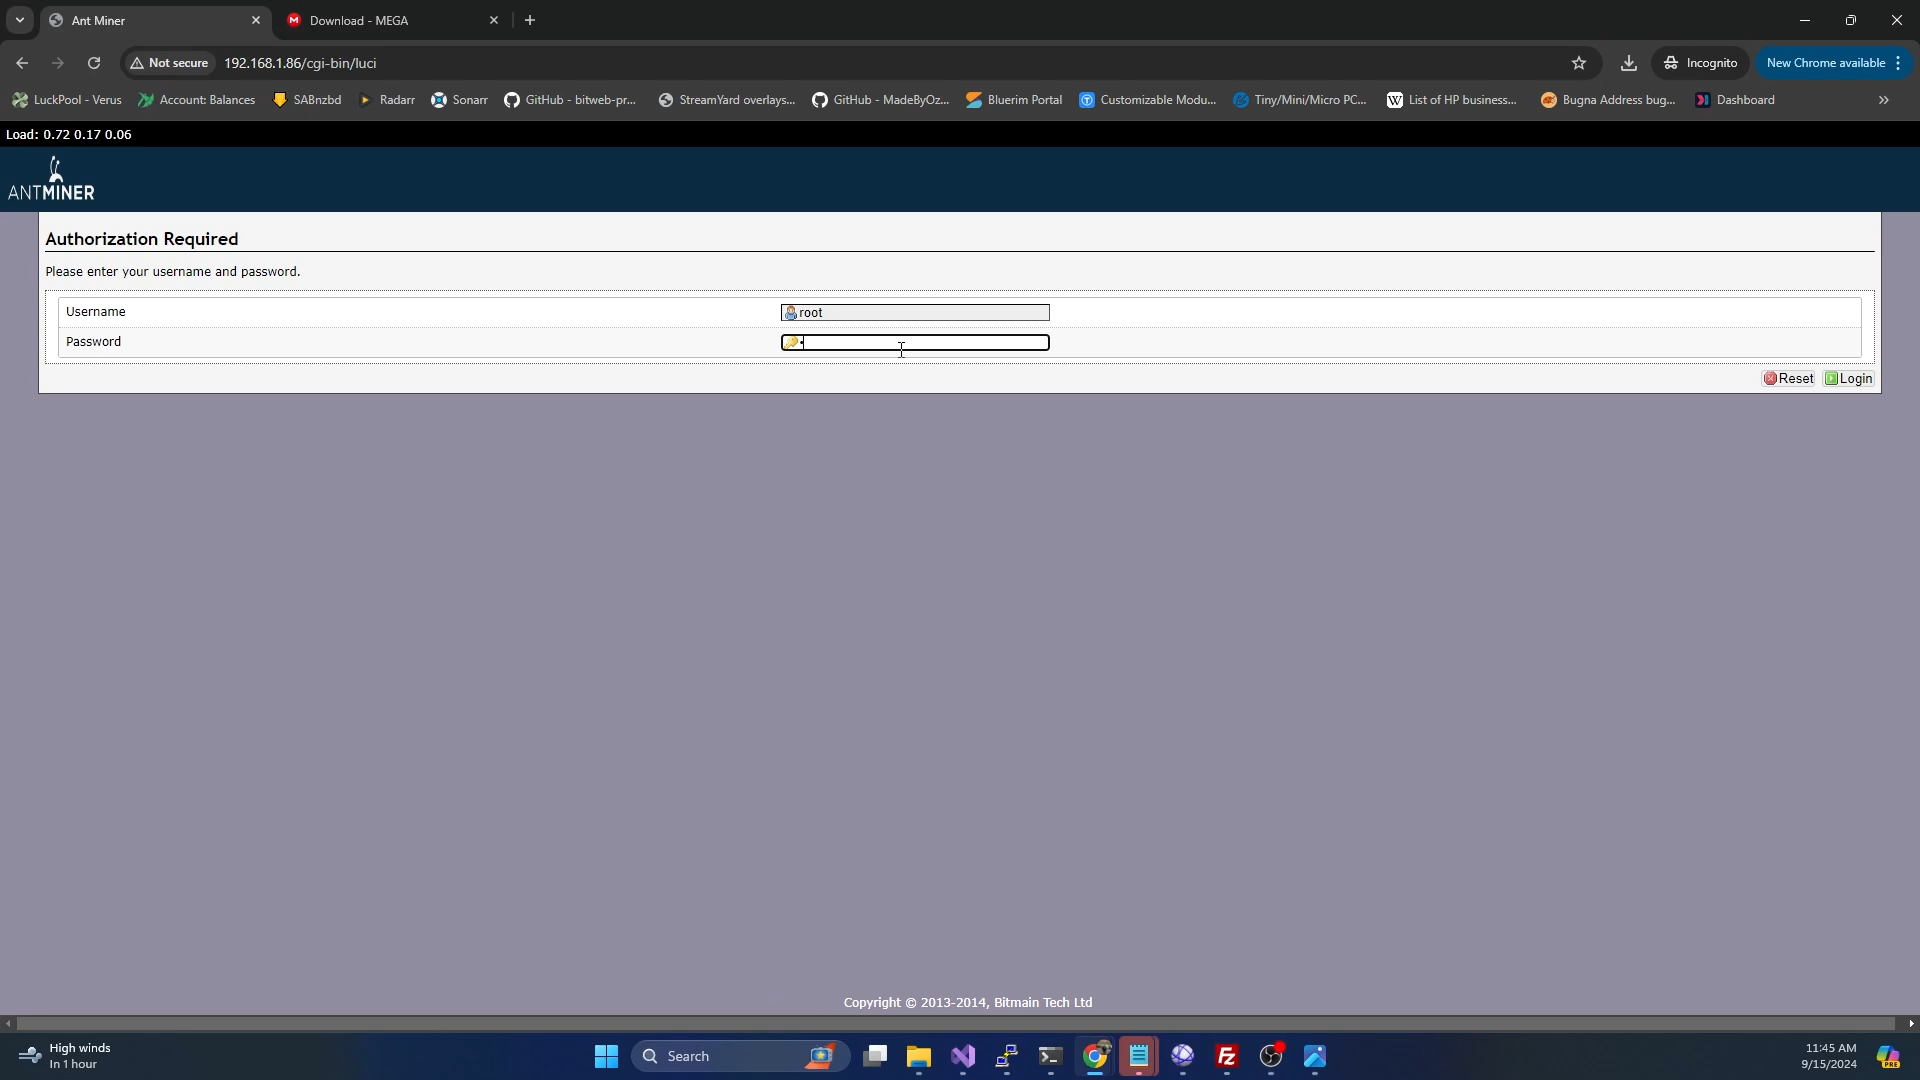 Ant Miner
Download - MEGA
Not secure
192.168.1.86/cgi-bin/luci
Incognito
New Chrome available
LuckPool - Verus
Account: Balances
SABnzbd
Radarr
Sonarr
GitHub - bitweb-pr...
StreamYard overlays...
GitHub - MadeByOz...
Bluerim Portal
Customizable Modu...
Tiny/Mini/Micro PC...
List of HP business...
Bugna Address bug...
Dashboard
Load: 0.72 0.17 0.06
ANTMINER
Authorization Required
Please enter your username and password.
Username
root
Password
Reset
Login
Copyright © 2013-2014, Bitmain Tech Ltd
High winds
In 1 hour
Search
11:45 AM
9/15/2024
PRE